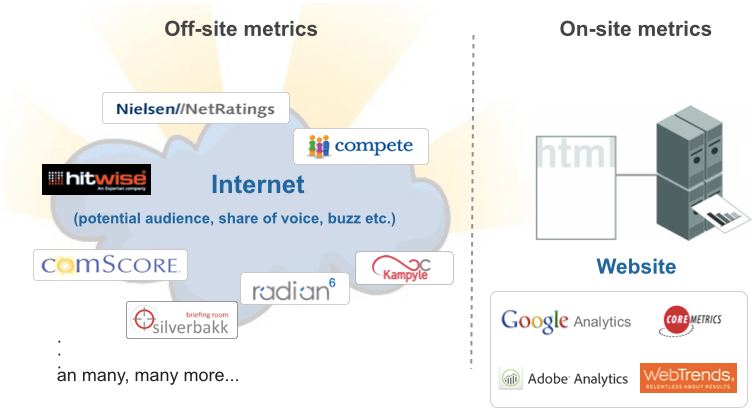 Off-site metrics
On-site metrics
Nielsen//NetRatings
compete
hitwise
An Experian company
Internet
(potential audience, share of voice, buzz etc.)
comSCORE
Kampyle
radian6
briefing room
silverbakk
.
.
.
an many, many more...
html
Website
Google Analytics
COREMETRICS
Adobe Analytics
WebTrends.
RELENTLESS ABOUT RESULTS